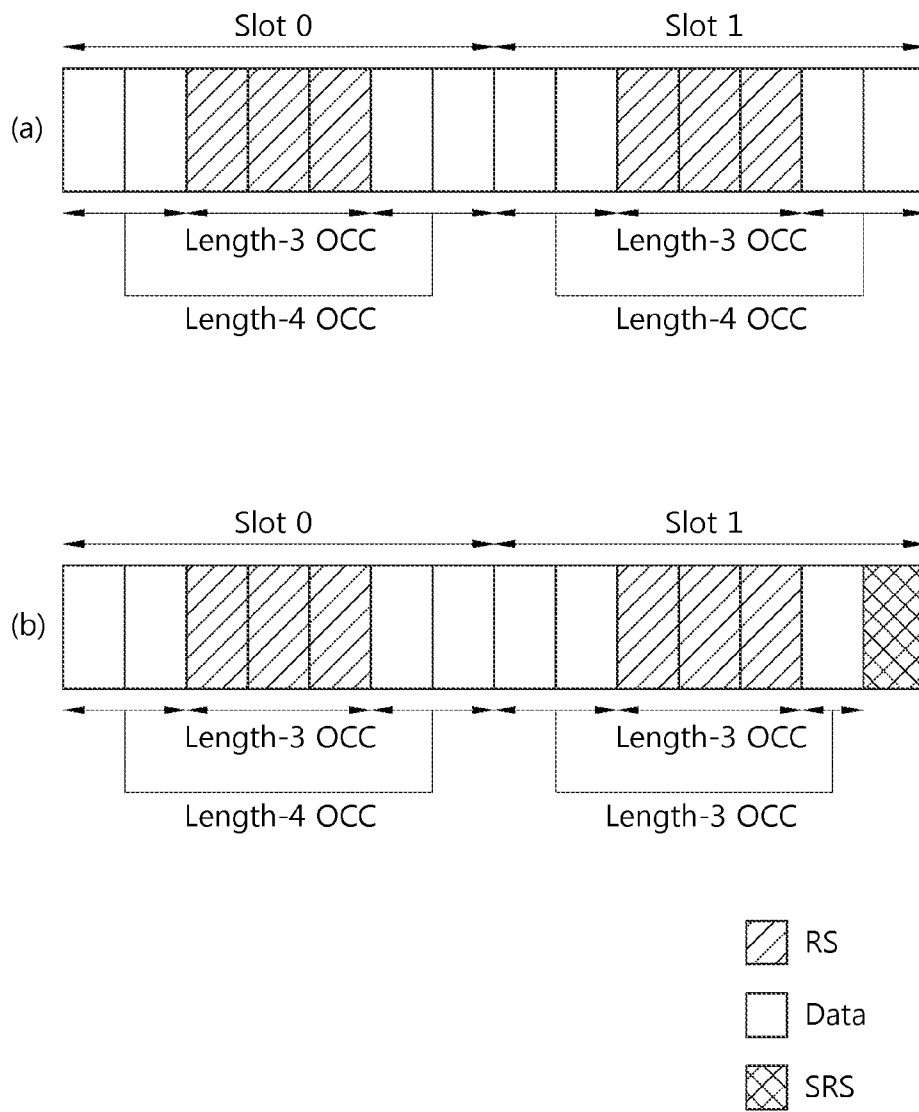 Slot 0 Slot 1
(a)
Length-3 OCC Length-3 OCC
Length-4 OCC Length-4 OCC
Slot 0 Slot 1
(b)
Length-3 OCC Length-3 OCC
Length-4 OCC Length-3 OCC
RS
Data
SRS